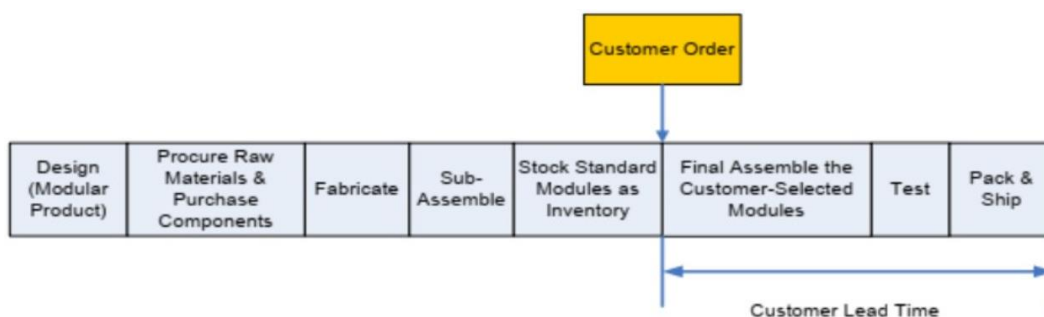 Customer Order
Design
(Modular
Product)
Procure Raw
Materials &
Purchase
Components
Fabricate
Sub-
Assemble
Stock Standard
Modules as
Inventory
Final Assemble the
Customer-Selected
Modules
Test
Pack &
Ship
Customer Lead Time